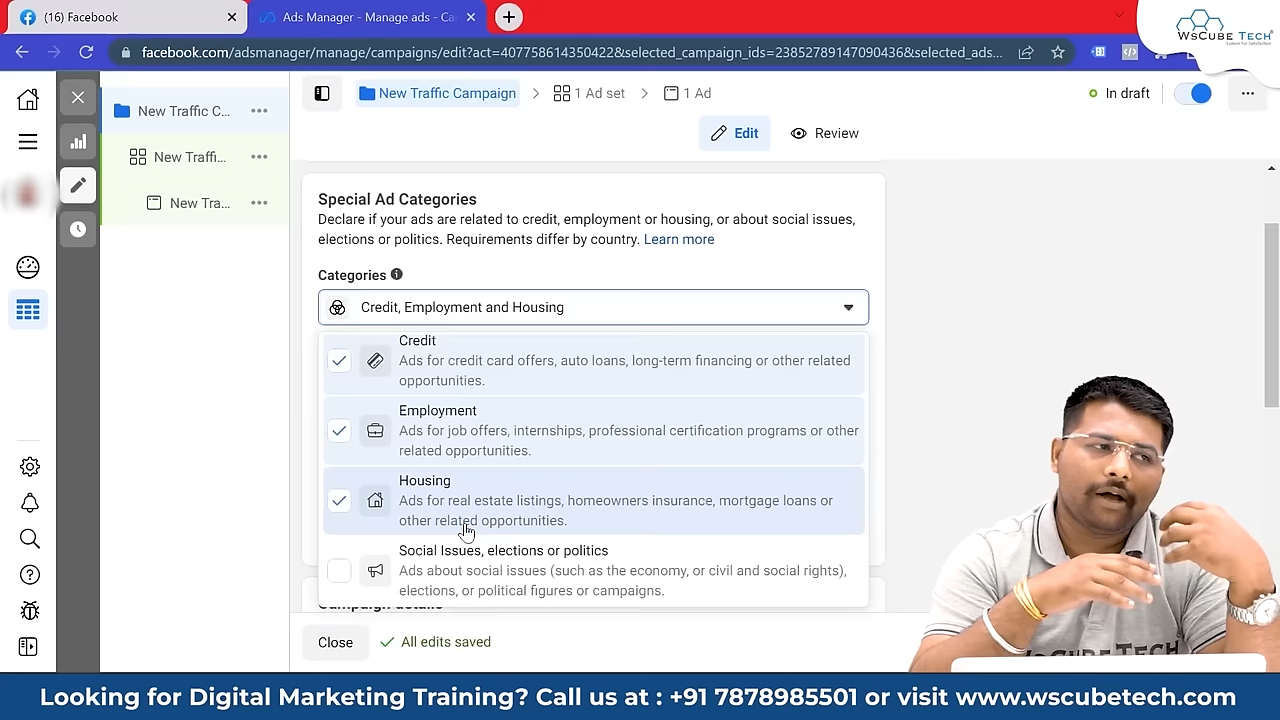 (16) Facebook
Ads Manager - Manage ads - Ca
facebook.com/adsmanager/manage/campaigns/edit?act=407758614350422&selected_campaign_ids=23852789147090436&selected_ads...
WsCube Tech
System For Satisfaction
New Traffic C...
New Traffi...
New Tra...
New Traffic Campaign
1 Ad set
1 Ad
In draft
Edit
Review
Special Ad Categories
Declare if your ads are related to credit, employment or housing, or about social issues,
elections or politics. Requirements differ by country. Learn more
Categories
Credit, Employment and Housing
Credit
Ads for credit card offers, auto loans, long-term financing or other related
opportunities.
Employment
Ads for job offers, internships, professional certification programs or other
related opportunities.
Housing
Ads for real estate listings, homeowners insurance, mortgage loans or
other related opportunities.
Social Issues, elections or politics
Ads about social issues (such as the economy, or civil and social rights),
elections, or political figures or campaigns.
Campaign details
Close
All edits saved
WSCUBE TECH
Looking for Digital Marketing Training? Call us at : +91 7878985501 or visit www.wscubetech.com